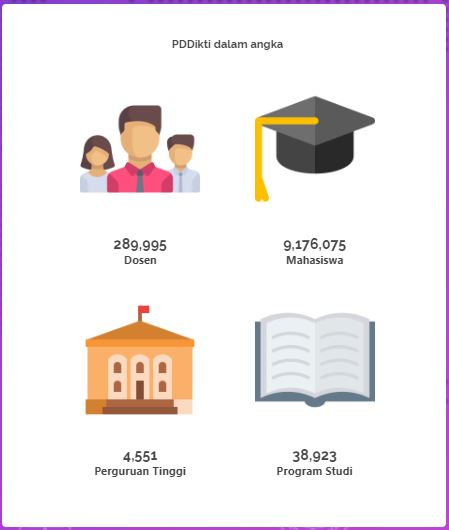 PDDikti dalam angka
289,995
Dosen
9,176,075
Mahasiswa
4,551
Perguruan Tinggi
38,923
Program Studi